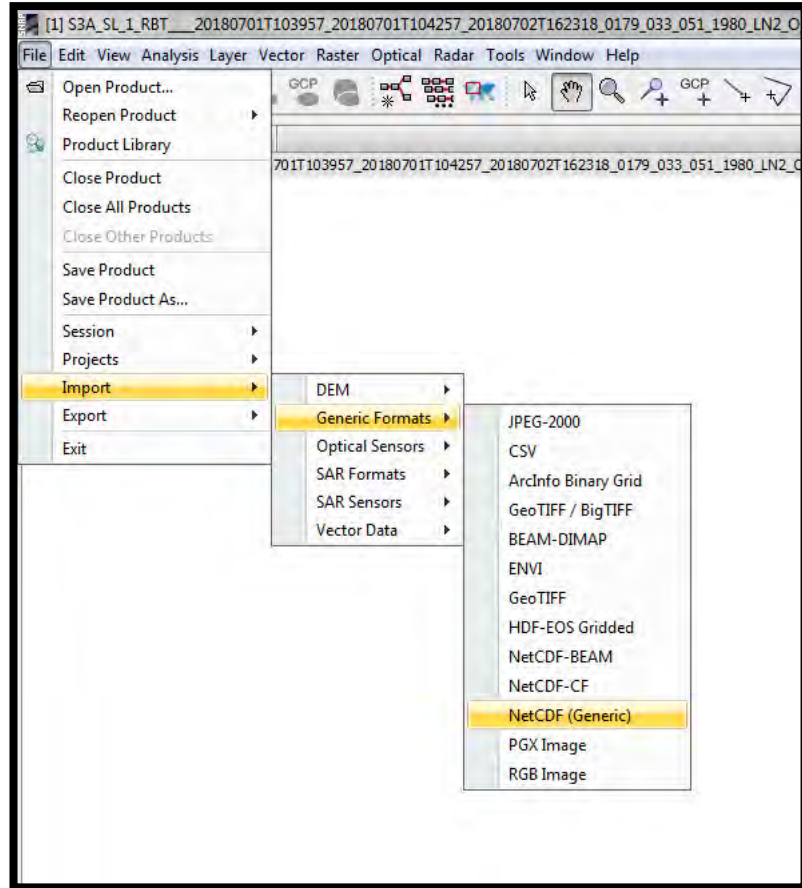 [1] S3A_SL_1_RBT____20180701T103957_20180701T104257_20180702T162318_0179_033_051_1980_LN2_O
File Edit View Analysis Layer Vector Raster Optical Radar Tools Window Help
Open Product...
GCP
GCP
Reopen Product
Product Library
701T103957_20180701T104257_20180702T162318_0179_033_051_1980_LN2_O
Close Product
Close All Products
Close Other Products
Save Product
Save Product As...
Session
Projects
Import
Export
Exit
DEM
Generic Formats
Optical Sensors
SAR Formats
SAR Sensors
Vector Data
JPEG-2000
CSV
ArcInfo Binary Grid
GeoTIFF / BigTIFF
BEAM-DIMAP
ENVI
GeoTIFF
HDF-EOS Gridded
NetCDF-BEAM
NetCDF-CF
NetCDF (Generic)
PGX Image
RGB Image